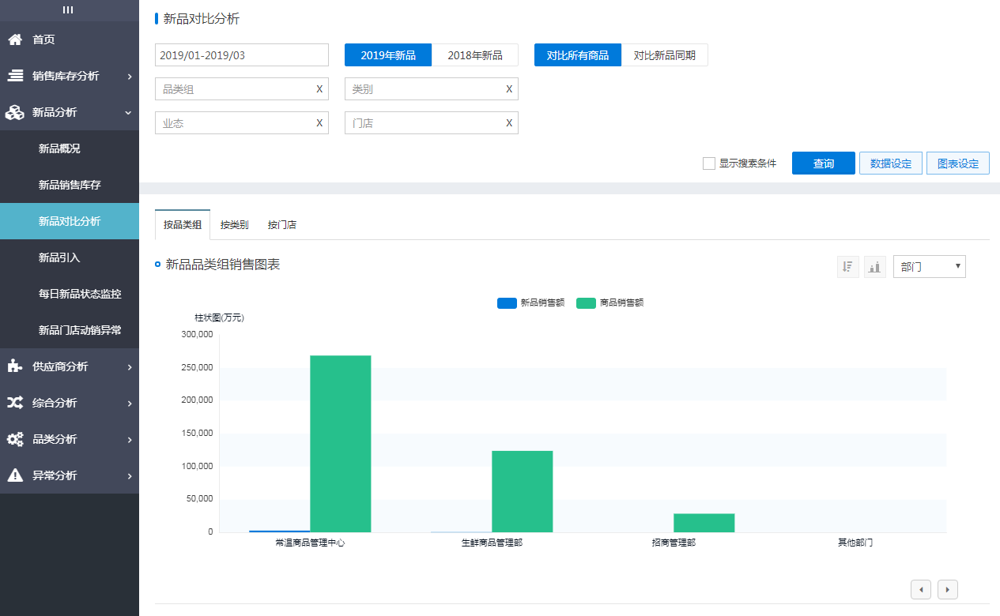 首页
销售库存分析
新品分析
新品概况
新品销售库存
新品对比分析
新品引入
每日新品状态监控
新品门店动销异常
供应商分析
综合分析
品类分析
异常分析
新品对比分析
2019/01-2019/03 2019年新品 2018年新品 对比所有商品 对比新品同期
品类组 X 类别 X
业态 X 门店 X
显示搜素条件 查询 数据设定 图表设定
按品类组 按类别 按门店
新品品类组销售图表 部门
新品销售额 商品销售额
柱状图(万元)
300,000
250,000
200,000
150,000
100,000
50,000
0
常温商品管理中心 生鲜商品管理部 招商管理部 其他部门